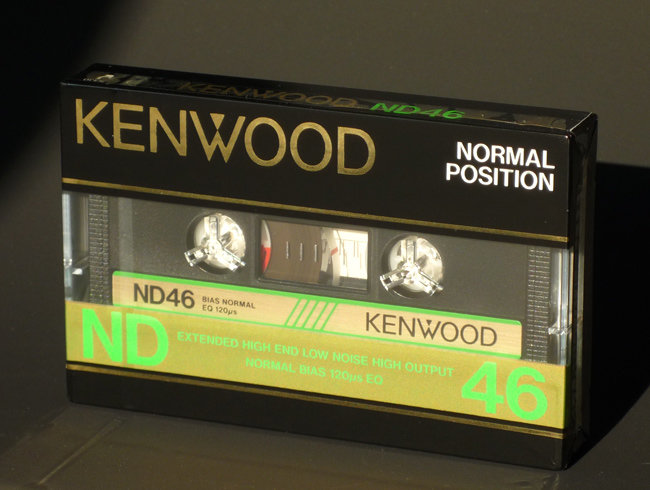 KENWOOD ND46
KENWOOD
NORMAL
POSITION
ND46
BIAS NORMAL
EQ 120µs
KENWOOD
ND
EXTENDED HIGH END LOW NOISE HIGH OUTPUT
NORMAL BIAS 120µs EQ
46